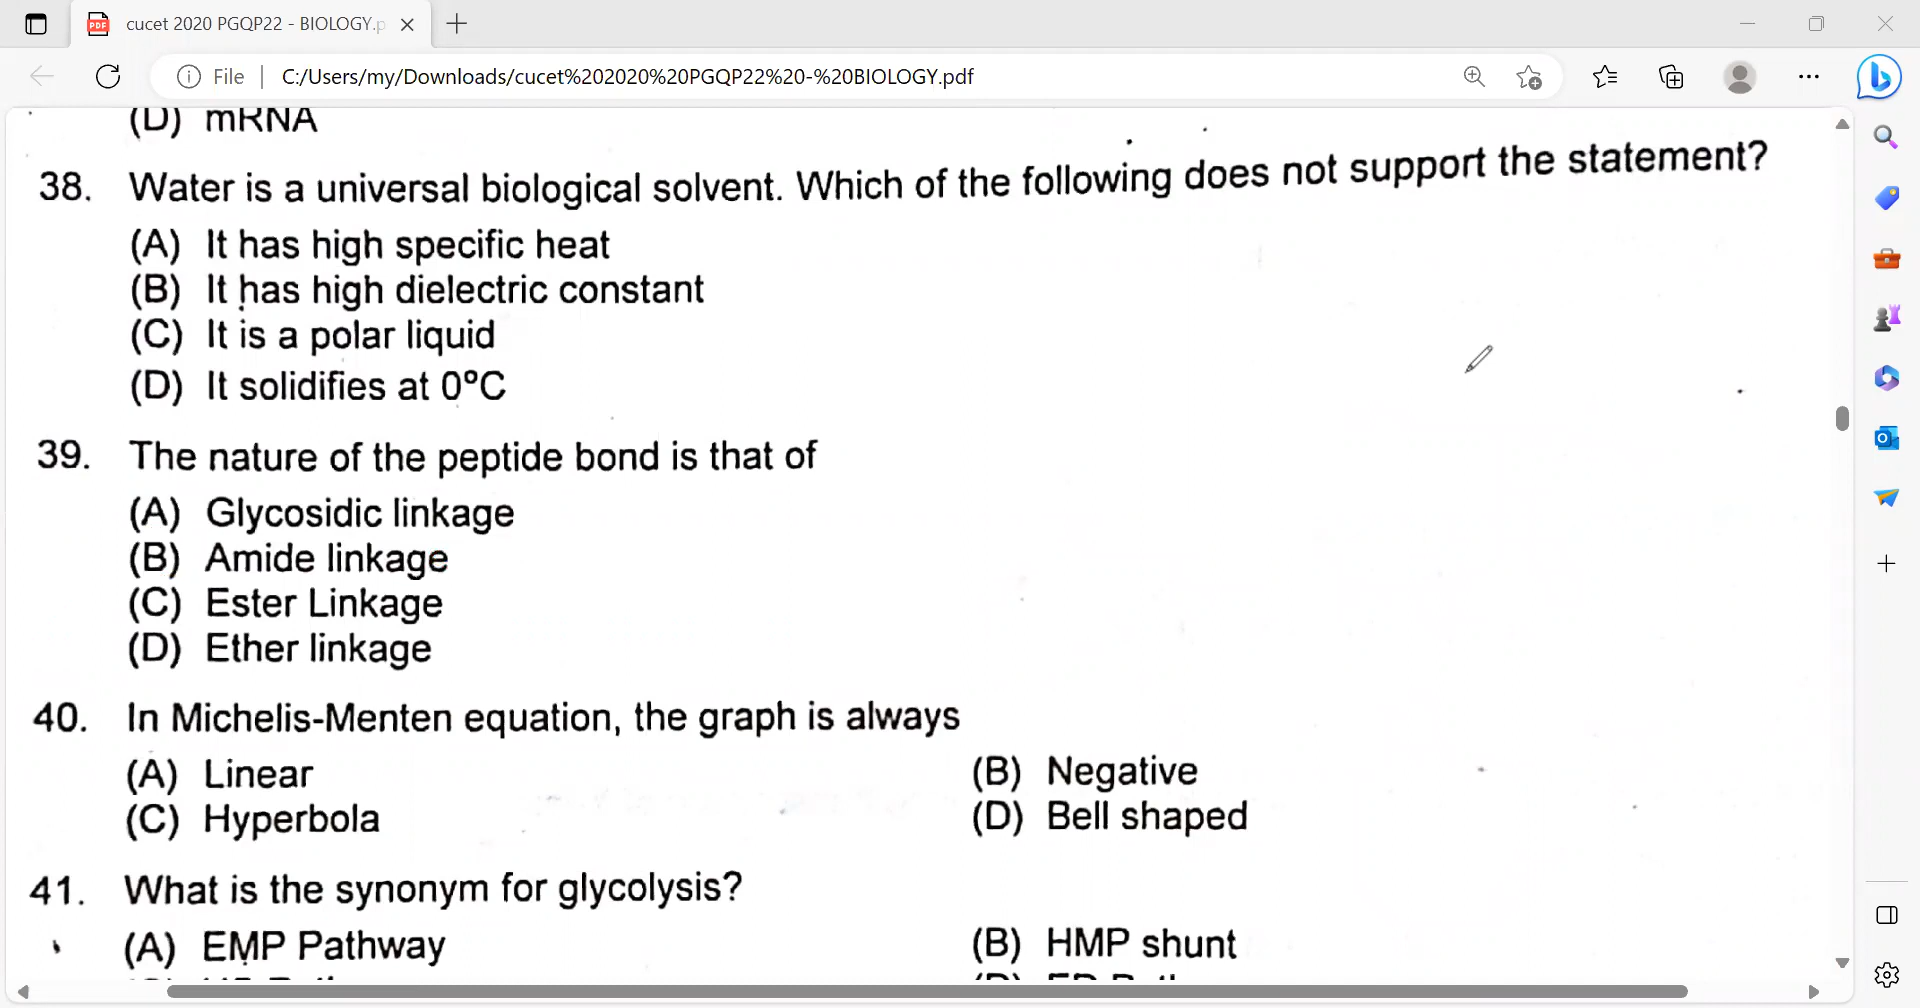 cucet 2020 PGQP22 - BIOLOGY.p
File
C:/Users/my/Downloads/cucet%202020%20PGQP22%20-%20BIOLOGY.pdf
(D) mRNA
38. Water is a universal biological solvent. Which of the following does not support the statement?
(A) It has high specific heat
(B) It has high dielectric constant
(C) It is a polar liquid
(D) It solidifies at 0°C
39. The nature of the peptide bond is that of
(A) Glycosidic linkage
(B) Amide linkage
(C) Ester Linkage
(D) Ether linkage
40. In Michelis-Menten equation, the graph is always
(A) Linear (B) Negative
(C) Hyperbola (D) Bell shaped
41. What is the synonym for glycolysis?
(A) EMP Pathway (B) HMP shunt